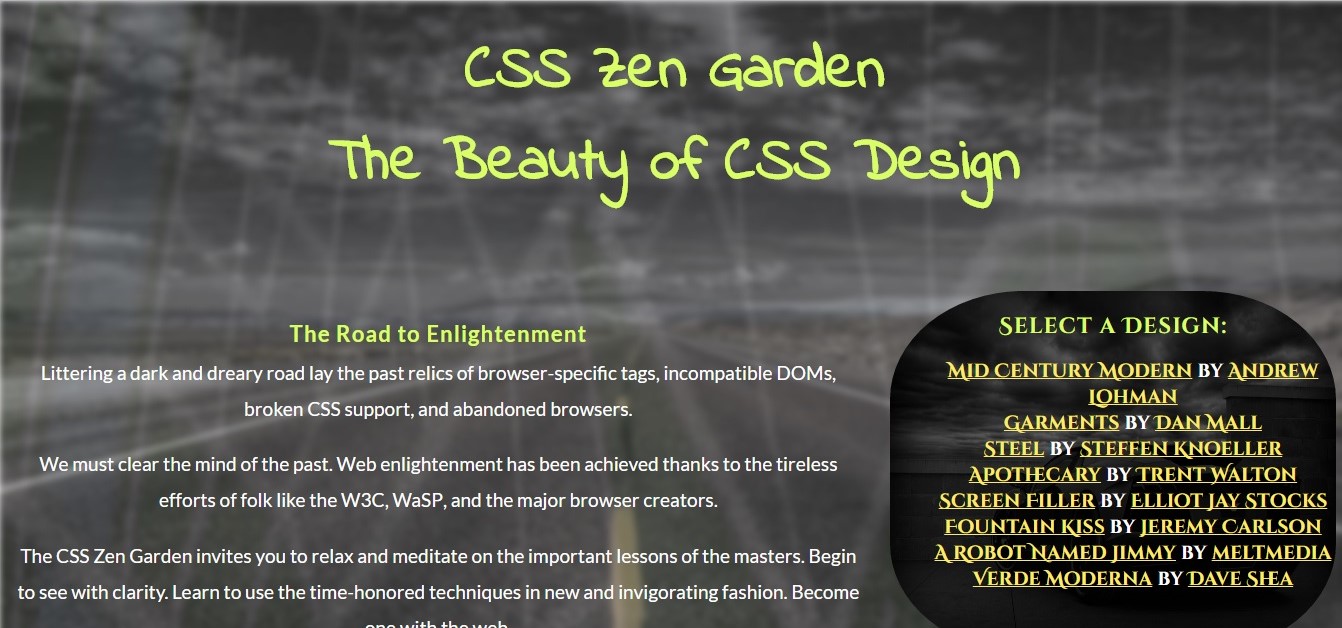 CSS Zen Garden
The Beauty of CSS Design
The Road to Enlightenment
Littering a dark and dreary road lay the past relics of browser-specific tags, incompatible DOMs,
broken CSS support, and abandoned browsers.
We must clear the mind of the past. Web enlightenment has been achieved thanks to the tireless
efforts of folk like the W3C, WaSP, and the major browser creators.
The CSS Zen Garden invites you to relax and meditate on the important lessons of the masters. Begin
to see with clarity. Learn to use the time-honored techniques in new and invigorating fashion. Become
one with the web.
Select a Design:
Mid Century Modern by Andrew
Lohman
Garments by Dan Mall
Steel by Steffen Knoeller
Apothecary by Trent Walton
Screen Filler by Elliot Jay Stocks
Fountain Kiss by Jeremy Carlson
A Robot Named Jimmy by meltmedia
Verde Moderna by Dave Shea